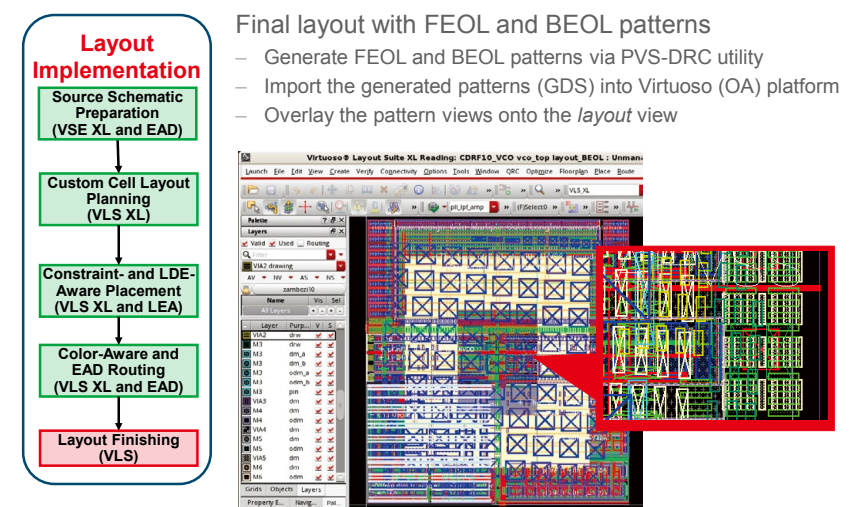 Layout
Implementation
Source Schematic
Preparation
(VSE XL and EAD)
Custom Cell Layout
Planning
(VLS XL)
Constraint- and LDE-
Aware Placement
(VLS XL and LEA)
Color-Aware and
EAD Routing
(VLS XL and EAD)
Layout Finishing
(VLS)
Final layout with FEOL and BEOL patterns
– Generate FEOL and BEOL patterns via PVS-DRC utility
– Import the generated patterns (GDS) into Virtuoso (OA) platform
– Overlay the pattern views onto the layout view
Virtuoso® Layout Suite XL Reading: CDRF10_VCO vco_top layout_BEOL : Unman
Launch File Edit View Create Verify Connectivity Options Tools Window QRC Optimize Floorplan Place Route
VLS_XL
pll_lpf_amp (F)Select:0
Palette
Layers
Valid Used Routing
Filter
VIA2 drawing
AV NV AS NS
zambezi10
Name Vis Sel
All Layers
Layer Purp... V S
VIA2 drw
M3 drw
M3 dm_a
M3 dm_b
M3 odm_a
M3 odm_b
M3 pin
VIA3 dm
M4 dm
M4 odm
VIA4 dm
M5 dm
M5 odm
VIA5 dm
M6 dm
M6 odm
Grids Objects Layers
Property E... Navig... Pal...